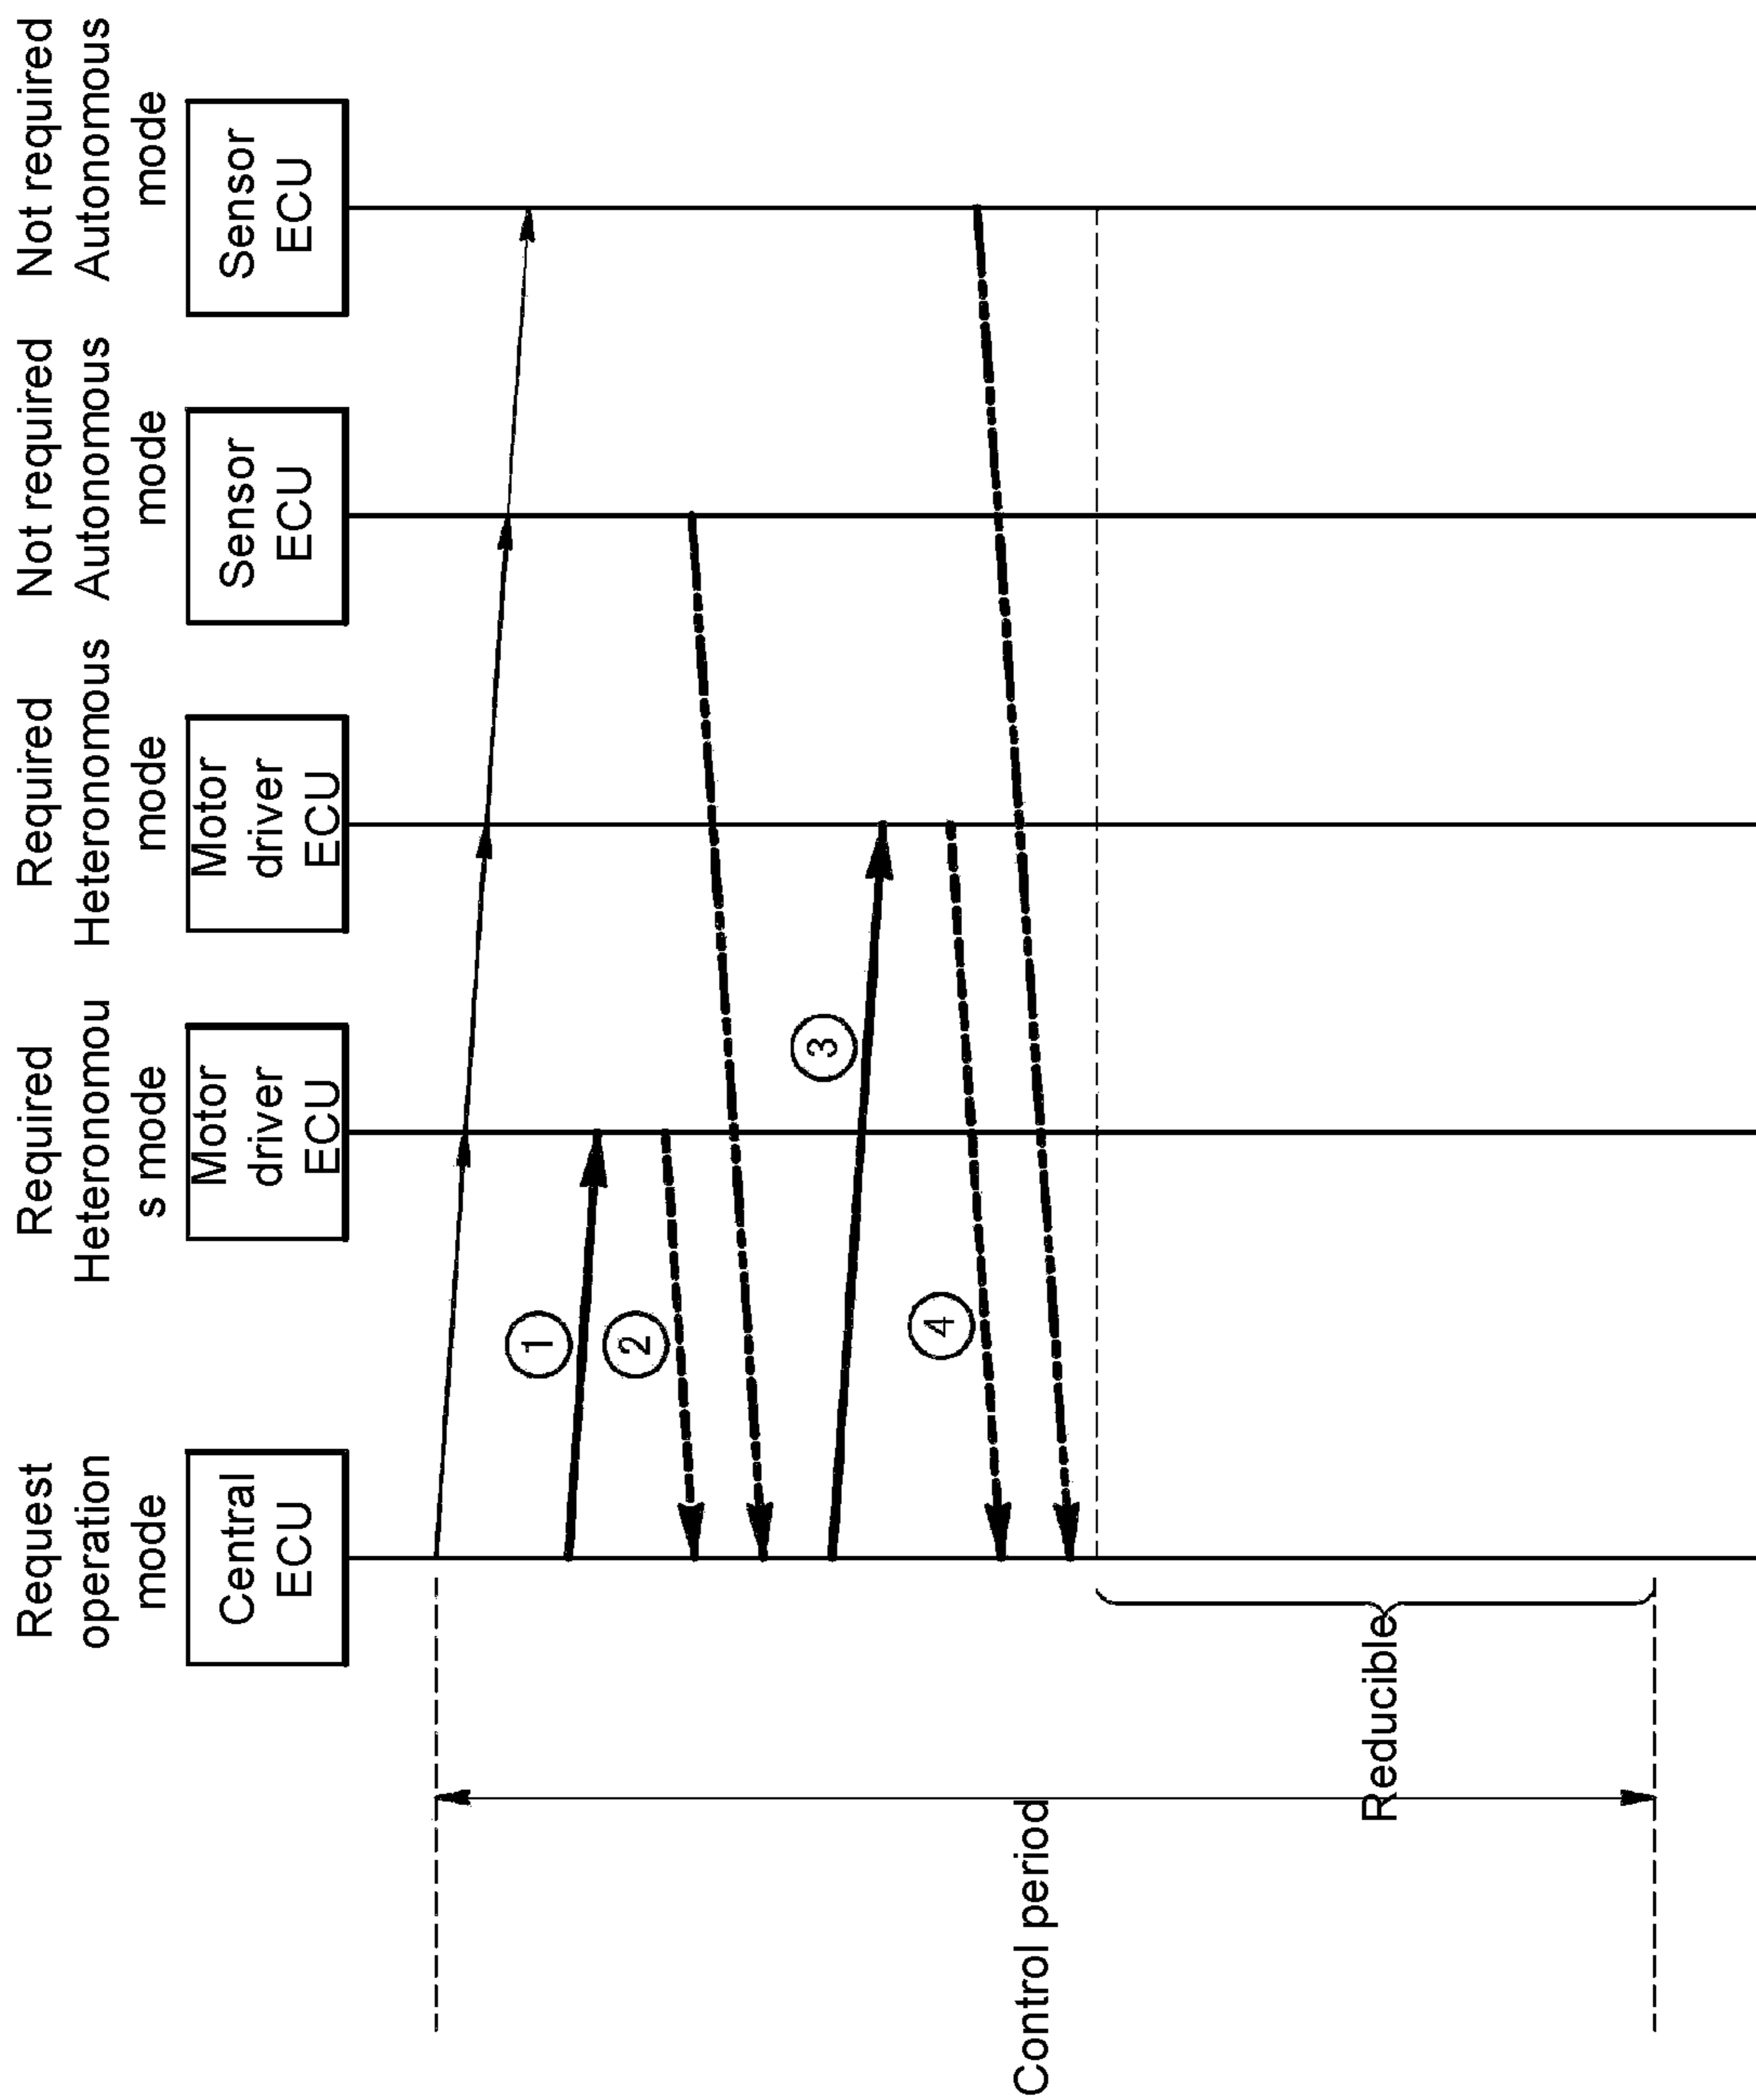 Request
operation
mode
Required
Heteronomou
s mode
Required
Heteronomous
mode
Not required
Autonomous
mode
Not required
Autonomous
mode
Central
ECU
Motor
driver
ECU
Motor
driver
ECU
Sensor
ECU
Sensor
ECU
1
2
3
4
Control period
Reducible